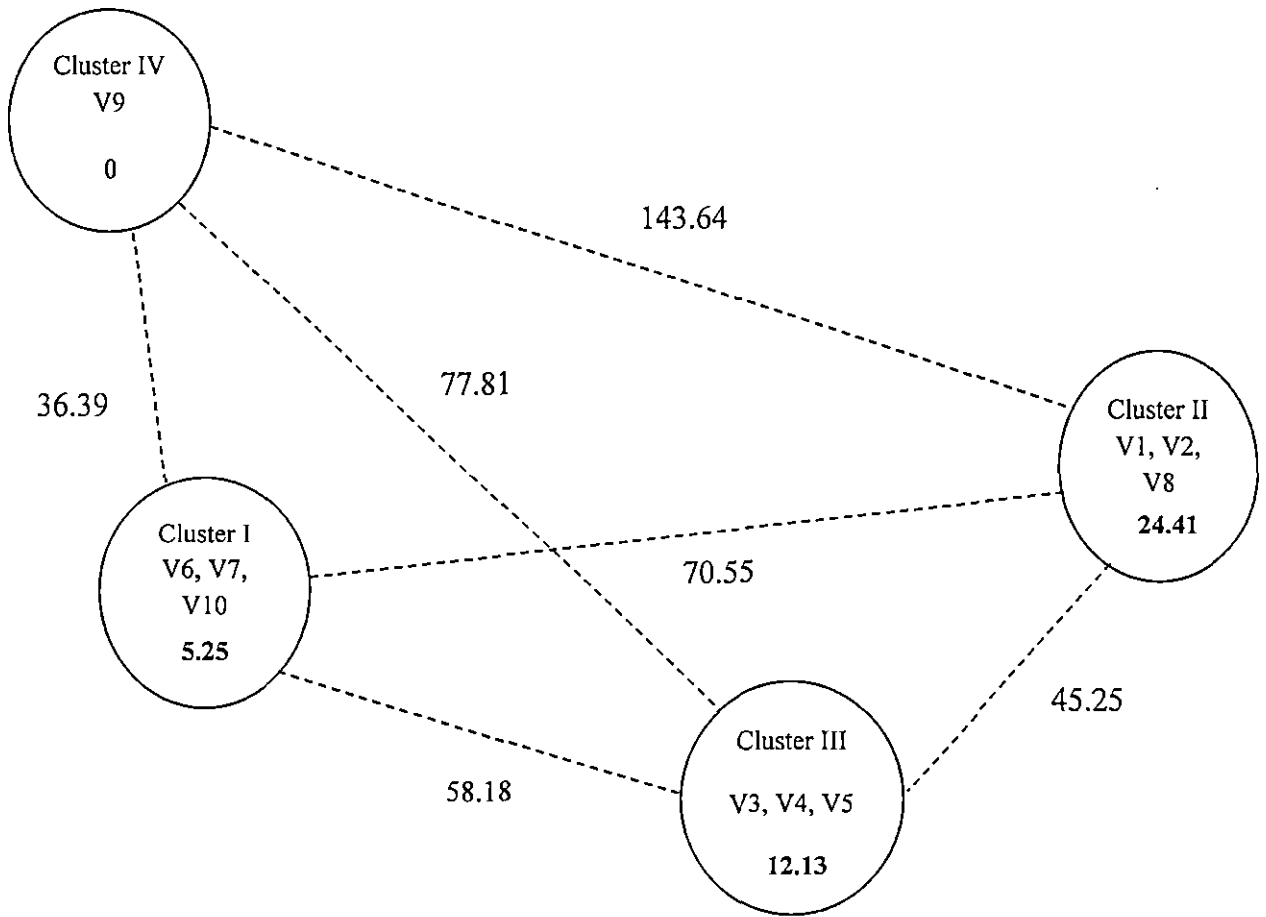 Cluster IV
V9
0
143.64
77.81
36.39
Cluster II
V1, V2,
V8
24.41
Cluster I
V6, V7,
V10
5.25
70.55
45.25
Cluster III
V3, V4, V5
12.13
58.18